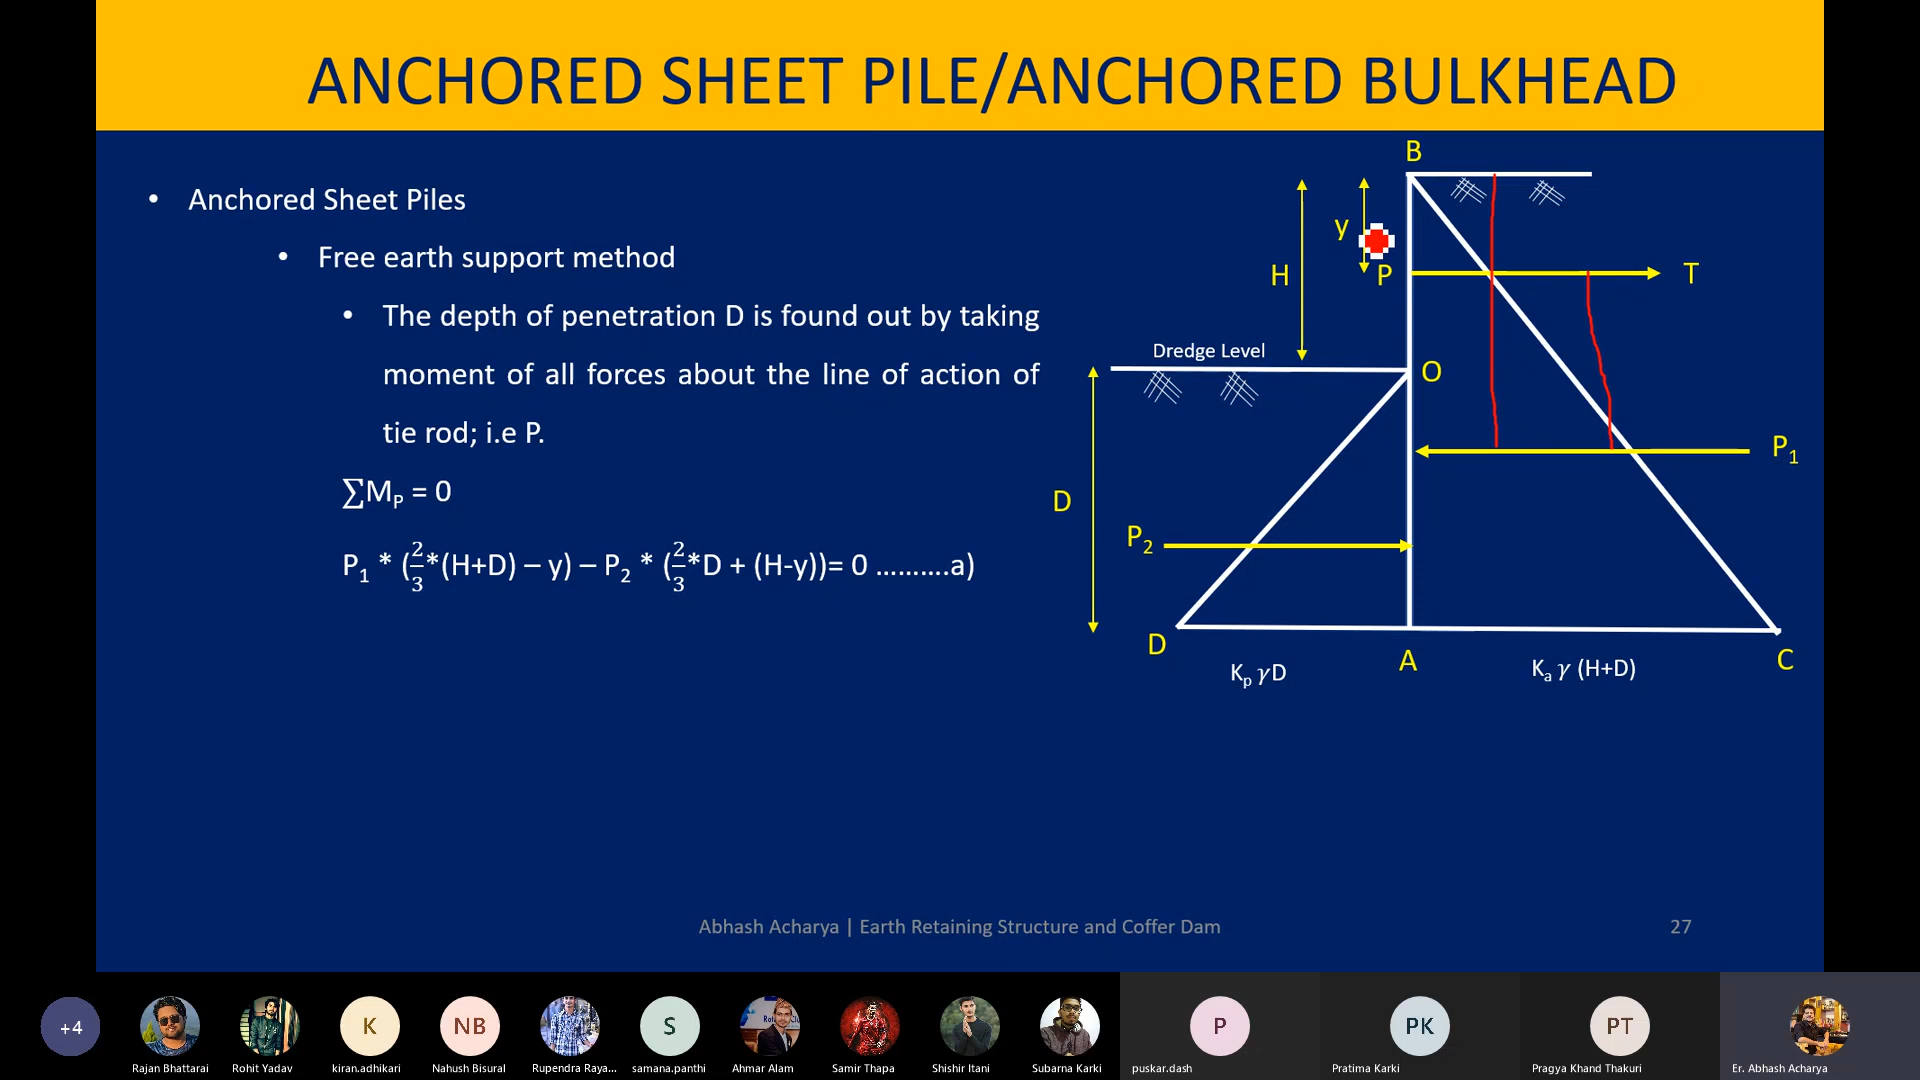 ANCHORED SHEET PILE/ANCHORED BULKHEAD
• Anchored Sheet Piles
• Free earth support method
• The depth of penetration D is found out by taking
moment of all forces about the line of action of
tie rod; i.e P.
∑M_P = 0
P₁ * (2/3*(H+D) – y) – P₂ * (2/3*D + (H-y))= 0 ..........a)
B
y
H
P
T
Dredge Level
O
P₁
D
P₂
D
A
C
K_p γD
K_a γ (H+D)
Abhash Acharya | Earth Retaining Structure and Coffer Dam
27
+4
K
NB
S
P
PK
PT
Rajan Bhattarai
Rohit Yadav
kiran.adhikari
Nahush Bisural
Rupendra Raya...
samana.panthi
Ahmar Alam
Samir Thapa
Shishir Itani
Subarna Karki
puskar.dash
Pratima Karki
Pragya Khand Thakuri
Er. Abhash Acharya